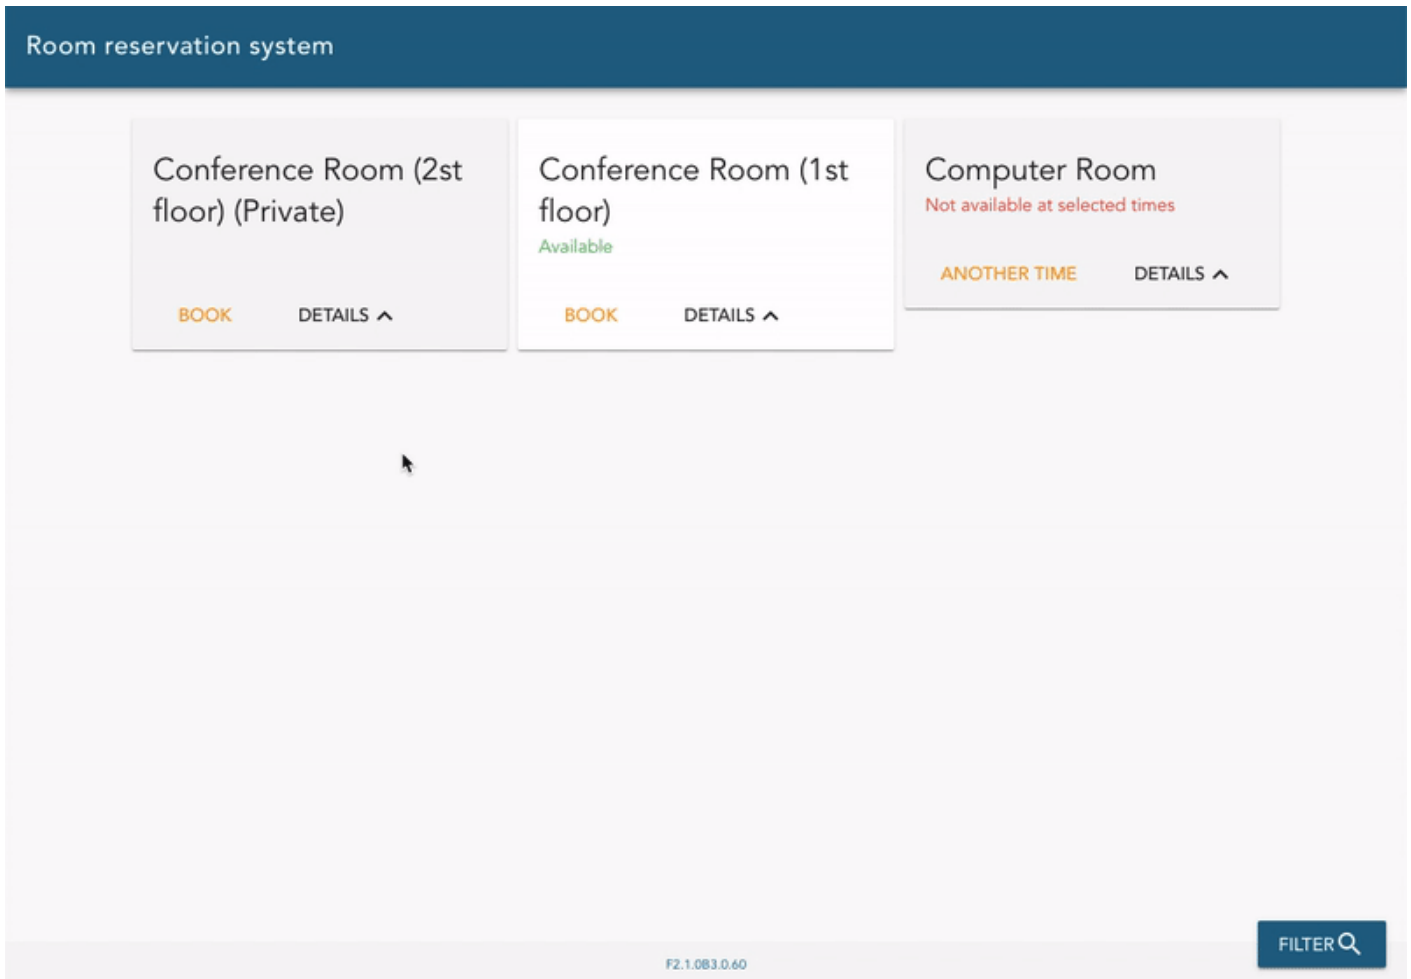 Room reservation system
Conference Room (2st
floor) (Private)
BOOK DETAILS
Conference Room (1st
floor)
Available
BOOK DETAILS
Computer Room
Not available at selected times
ANOTHER TIME DETAILS
FILTER
F2.1.0B3.0.60